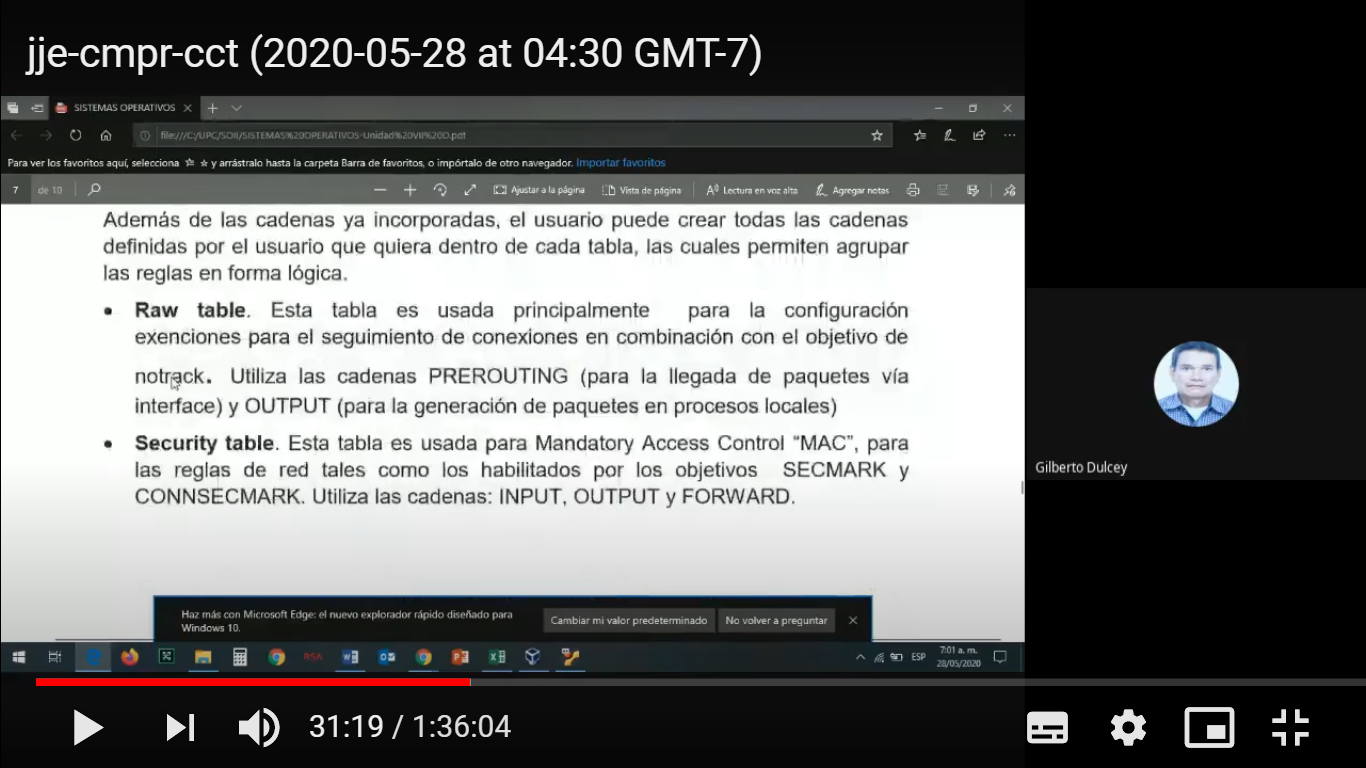 jje-cmpr-cct (2020-05-28 at 04:30 GMT-7)
SISTEMAS OPERATIVOS
file:///C:/UPC/SOII/SISTEMAS%20OPERATIVOS-Unidad%20VII%20D.pdf
Para ver los favoritos aquí, selecciona y arrástralo hasta la carpeta Barra de favoritos, o impórtalo de otro navegador. Importar favoritos
7 de 10 Ajustar a la página Vista de página Lectura en voz alta Agregar notas
Además de las cadenas ya incorporadas, el usuario puede crear todas las cadenas
definidas por el usuario que quiera dentro de cada tabla, las cuales permiten agrupar
las reglas en forma lógica.
• Raw table. Esta tabla es usada principalmente para la configuración
exenciones para el seguimiento de conexiones en combinación con el objetivo de
notrack. Utiliza las cadenas PREROUTING (para la llegada de paquetes vía
interface) y OUTPUT (para la generación de paquetes en procesos locales)
• Security table. Esta tabla es usada para Mandatory Access Control “MAC”, para
las reglas de red tales como los habilitados por los objetivos SECMARK y
CONNSECMARK. Utiliza las cadenas: INPUT, OUTPUT y FORWARD.
Gilberto Dulcey
Haz más con Microsoft Edge: el nuevo explorador rápido diseñado para
Windows 10.
Cambiar mi valor predeterminado No volver a preguntar
RSA
ESP
7:01 a. m.
28/05/2020
31:19 / 1:36:04